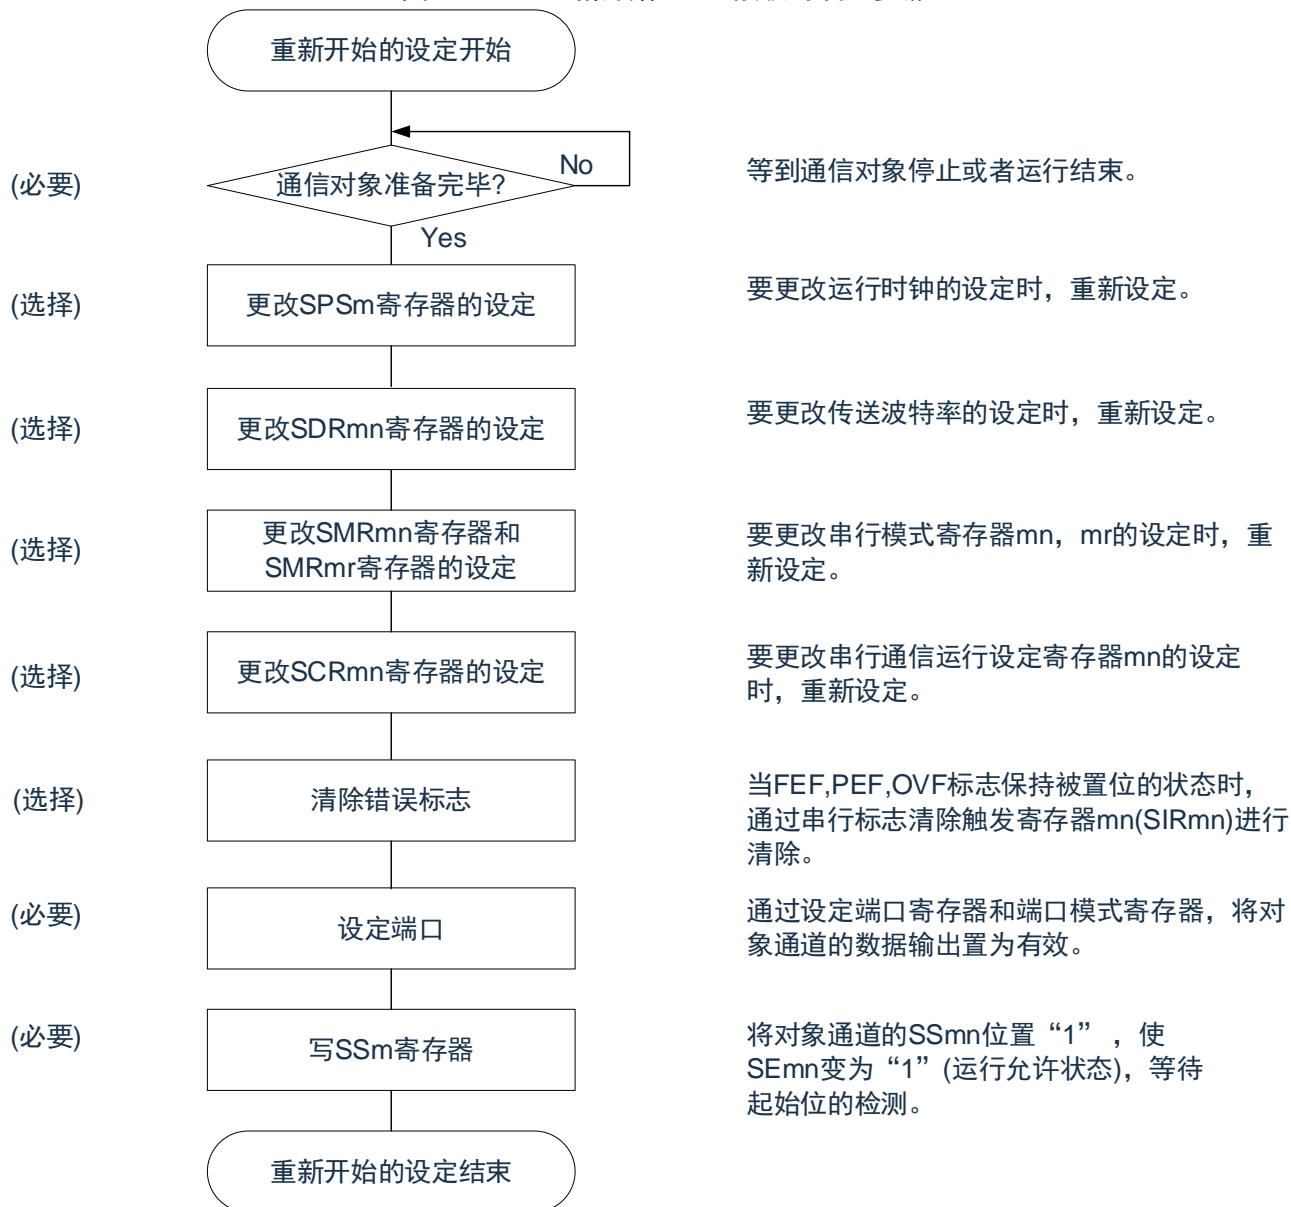 重新开始的设定开始
(必要)
通信对象准备完毕?
No
等到通信对象停止或者运行结束。
Yes
(选择)
更改SPSm寄存器的设定
要更改运行时钟的设定时，重新设定。
(选择)
更改SDRmn寄存器的设定
要更改传送波特率的设定时，重新设定。
(选择)
更改SMRmn寄存器和
SMRmr寄存器的设定
要更改串行模式寄存器mn，mr的设定时，重
新设定。
(选择)
更改SCRmn寄存器的设定
要更改串行通信运行设定寄存器mn的设定
时，重新设定。
(选择)
清除错误标志
当FEF,PEF,OVF标志保持被置位的状态时，
通过串行标志清除触发寄存器mn(SIRmn)进行
清除。
(必要)
设定端口
通过设定端口寄存器和端口模式寄存器，将对
象通道的数据输出置为有效。
(必要)
写SSm寄存器
将对象通道的SSmn位置“1”，使
SEmn变为“1”(运行允许状态)，等待
起始位的检测。
重新开始的设定结束